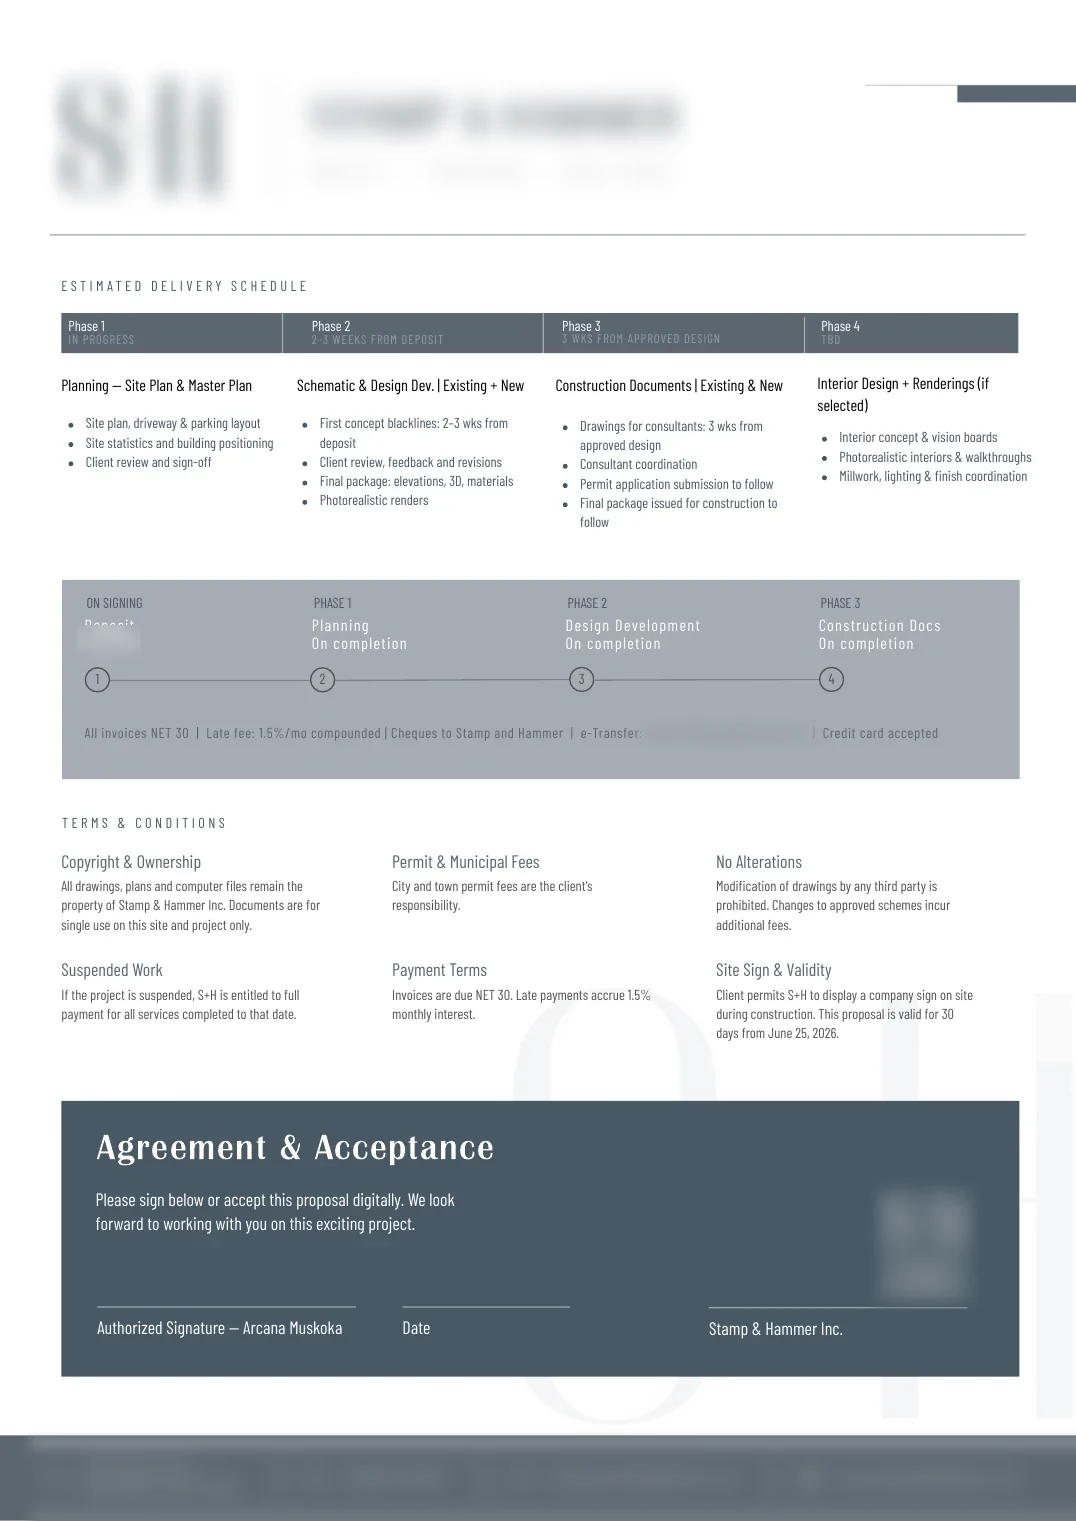 ESTIMATED DELIVERY SCHEDULE
Phase 1
IN PROGRESS
Phase 2
2-3 WEEKS FROM DEPOSIT
Phase 3
3 WKS FROM APPROVED DESIGN
Phase 4
TBD
Planning — Site Plan & Master Plan
• Site plan, driveway & parking layout
• Site statistics and building positioning
• Client review and sign-off
Schematic & Design Dev. | Existing + New
• First concept blacklines: 2–3 wks from
deposit
• Client review, feedback and revisions
• Final package: elevations, 3D, materials
• Photorealistic renders
Construction Documents | Existing & New
• Drawings for consultants: 3 wks from
approved design
• Consultant coordination
• Permit application submission to follow
• Final package issued for construction to
follow
Interior Design + Renderings (if
selected)
• Interior concept & vision boards
• Photorealistic interiors & walkthroughs
• Millwork, lighting & finish coordination
ON SIGNING
Deposit
1
PHASE 1
Planning
On completion
2
PHASE 2
Design Development
On completion
3
PHASE 3
Construction Docs
On completion
4
All invoices NET 30 | Late fee: 1.5%/mo compounded | Cheques to Stamp and Hammer | e-Transfer: | Credit card accepted
TERMS & CONDITIONS
Copyright & Ownership
All drawings, plans and computer files remain the
property of Stamp & Hammer Inc. Documents are for
single use on this site and project only.
Permit & Municipal Fees
City and town permit fees are the client's
responsibility.
No Alterations
Modification of drawings by any third party is
prohibited. Changes to approved schemes incur
additional fees.
Suspended Work
If the project is suspended, S+H is entitled to full
payment for all services completed to that date.
Payment Terms
Invoices are due NET 30. Late payments accrue 1.5%
monthly interest.
Site Sign & Validity
Client permits S+H to display a company sign on site
during construction. This proposal is valid for 30
days from June 25, 2026.
Agreement & Acceptance
Please sign below or accept this proposal digitally. We look
forward to working with you on this exciting project.
Authorized Signature — Arcana Muskoka
Date
Stamp & Hammer Inc.